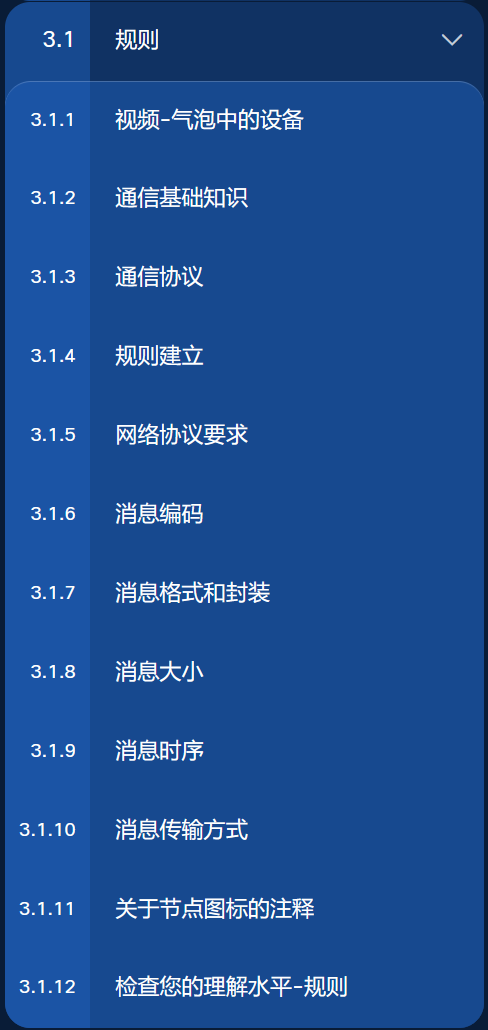 3.1 规则
3.1.1 视频-气泡中的设备
3.1.2 通信基础知识
3.1.3 通信协议
3.1.4 规则建立
3.1.5 网络协议要求
3.1.6 消息编码
3.1.7 消息格式和封装
3.1.8 消息大小
3.1.9 消息时序
3.1.10 消息传输方式
3.1.11 关于节点图标的注释
3.1.12 检查您的理解水平-规则